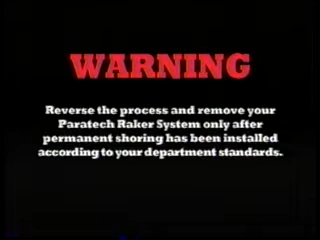 WARNING
Reverse the process and remove your
Paratech Raker System only after
permanent shoring has been installed
according to your department standards.